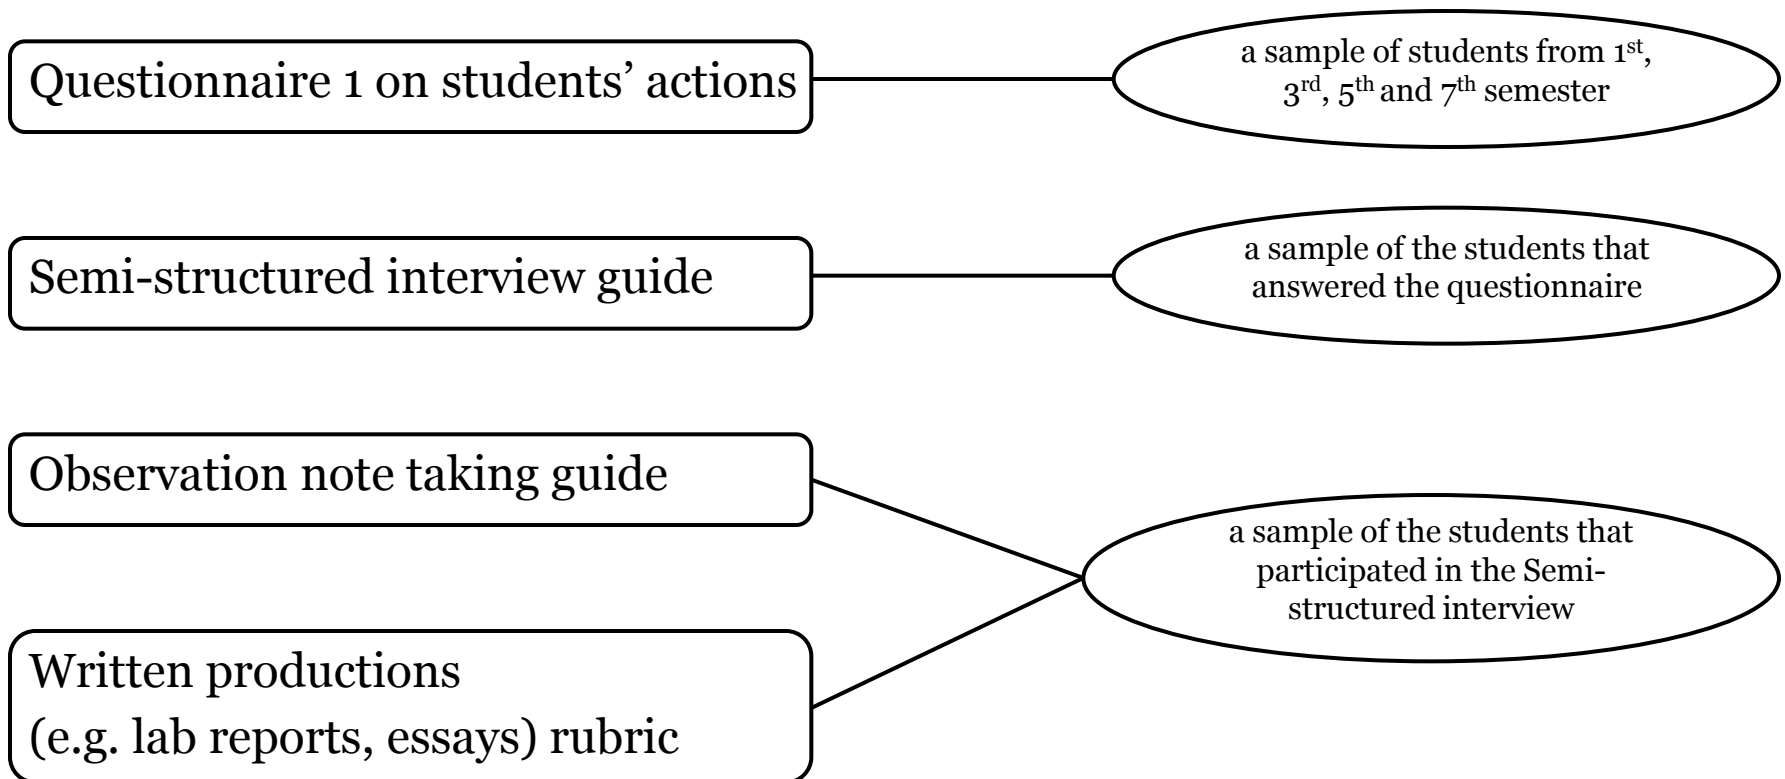 Questionnaire 1 on students’ actions
a sample of students from 1st,
3rd, 5th and 7th semester
Semi-structured interview guide
a sample of the students that
answered the questionnaire
Observation note taking guide
a sample of the students that
participated in the Semi-
structured interview
Written productions
(e.g. lab reports, essays) rubric